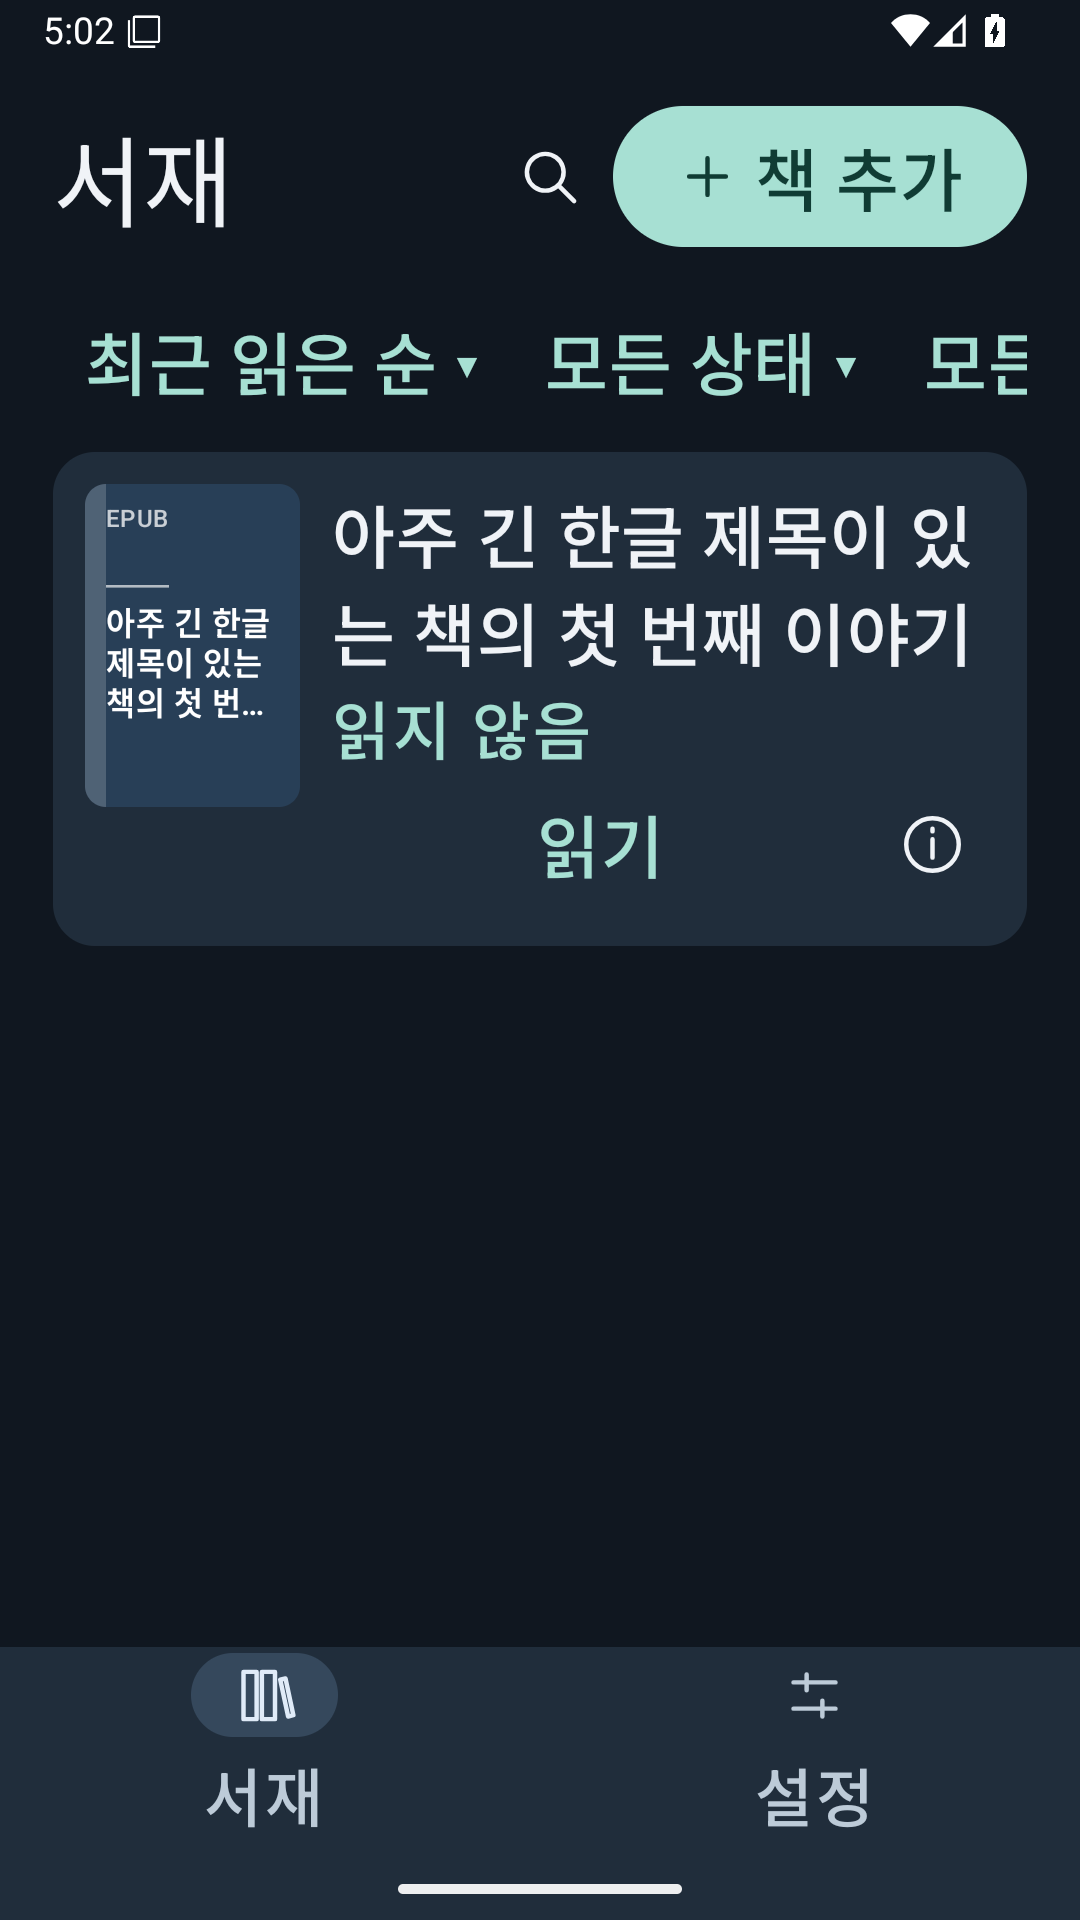 5:02
서재
책 추가
최근 읽은 순 ▼ 모든 상태 ▼ 모든
EPUB
아주 긴 한글
제목이 있는
책의 첫 번…
아주 긴 한글 제목이 있
는 책의 첫 번째 이야기
읽지 않음
읽기
서재
설정